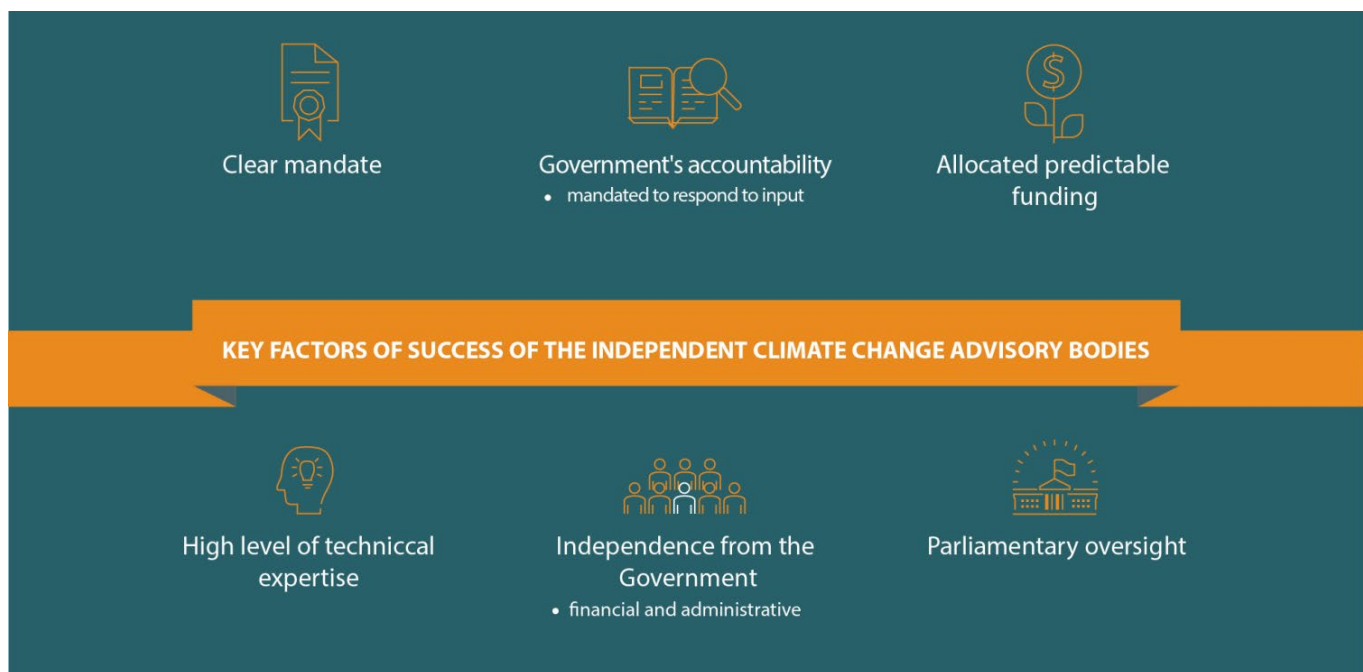 Clear mandate
Government's accountability
• mandated to respond to input
Allocated predictable
funding
KEY FACTORS OF SUCCESS OF THE INDEPENDENT CLIMATE CHANGE ADVISORY BODIES
High level of techniccal
expertise
Independence from the
Government
• financial and administrative
Parliamentary oversight